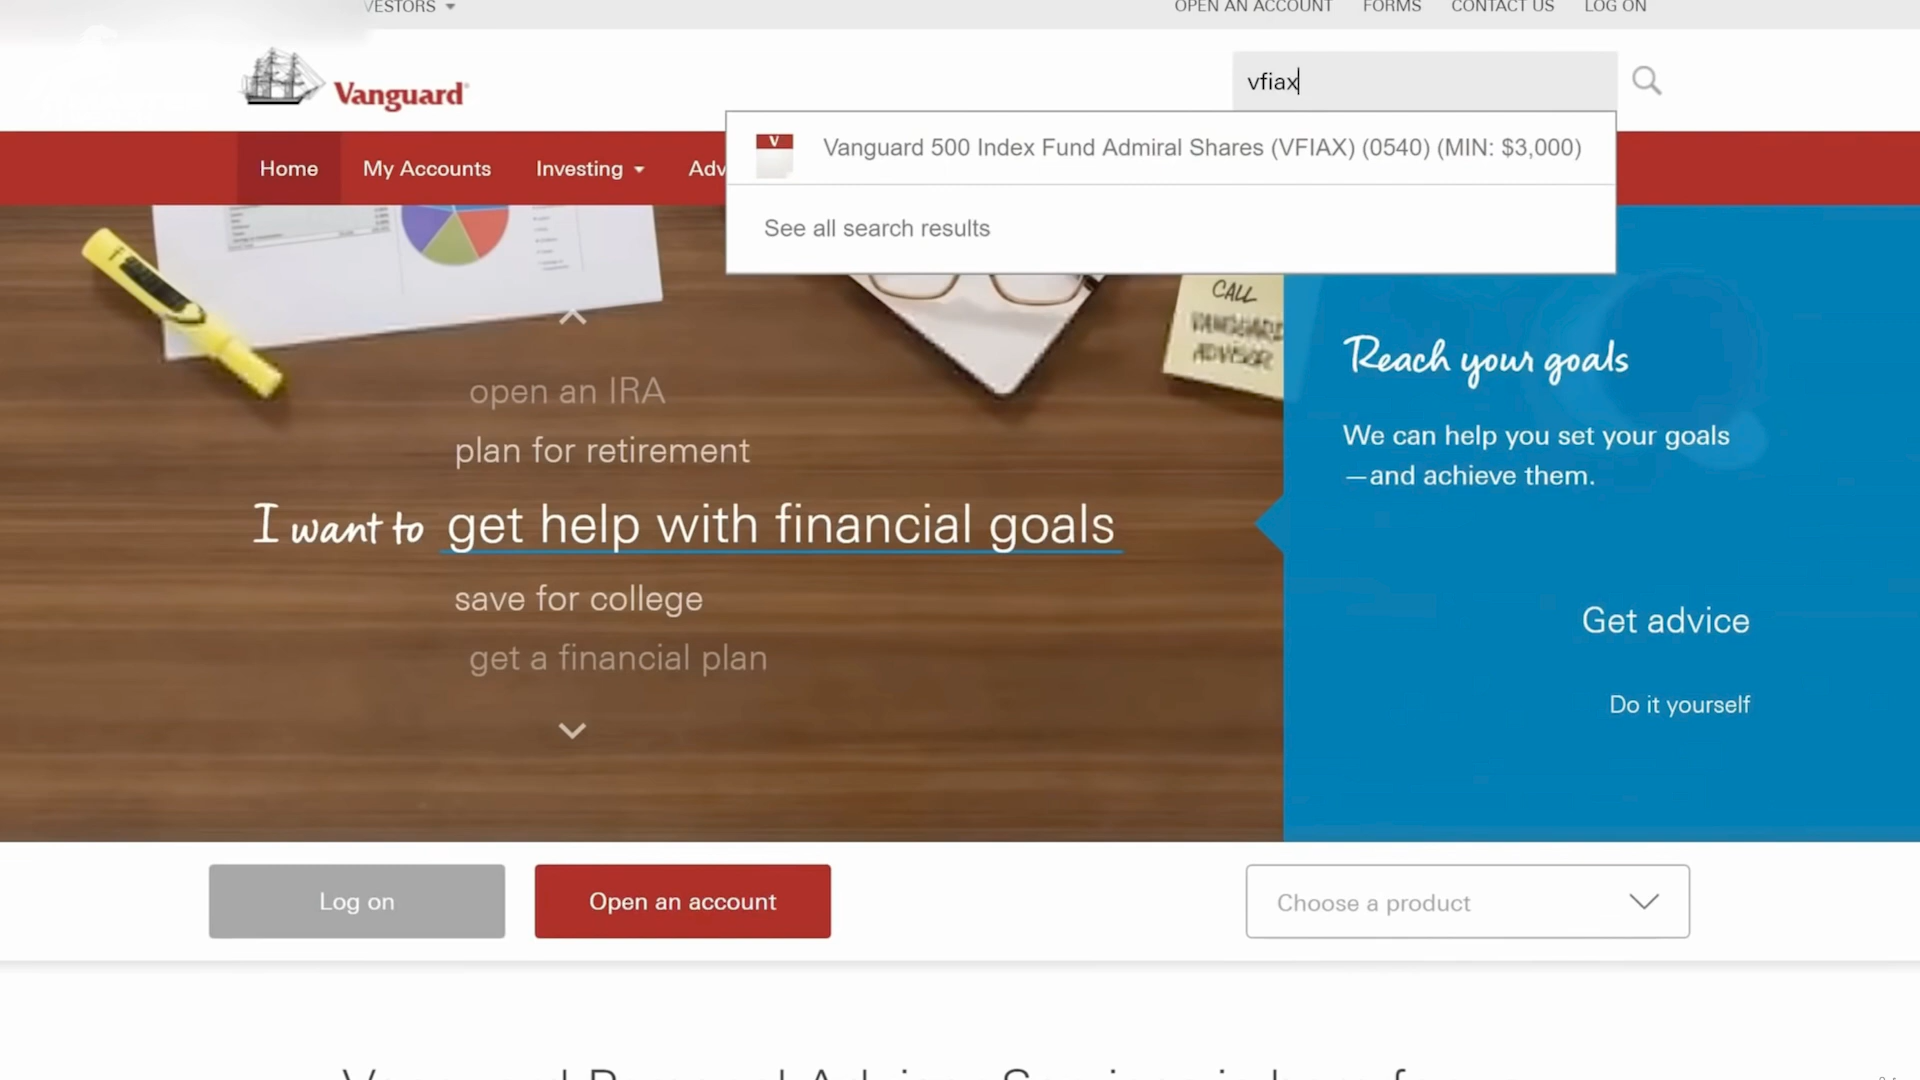 VESTORS
OPEN AN ACCOUNT FORMS CONTACT US LOG ON
Vanguard
vfiax
V
Vanguard 500 Index Fund Admiral Shares (VFIAX) (0540) (MIN: $3,000)
See all search results
Home My Accounts Investing Adv
CALL
VANGUARD
ADVISOR
open an IRA
plan for retirement
I want to get help with financial goals
save for college
get a financial plan
Reach your goals
We can help you set your goals
—and achieve them.
Get advice
Do it yourself
Log on Open an account Choose a product